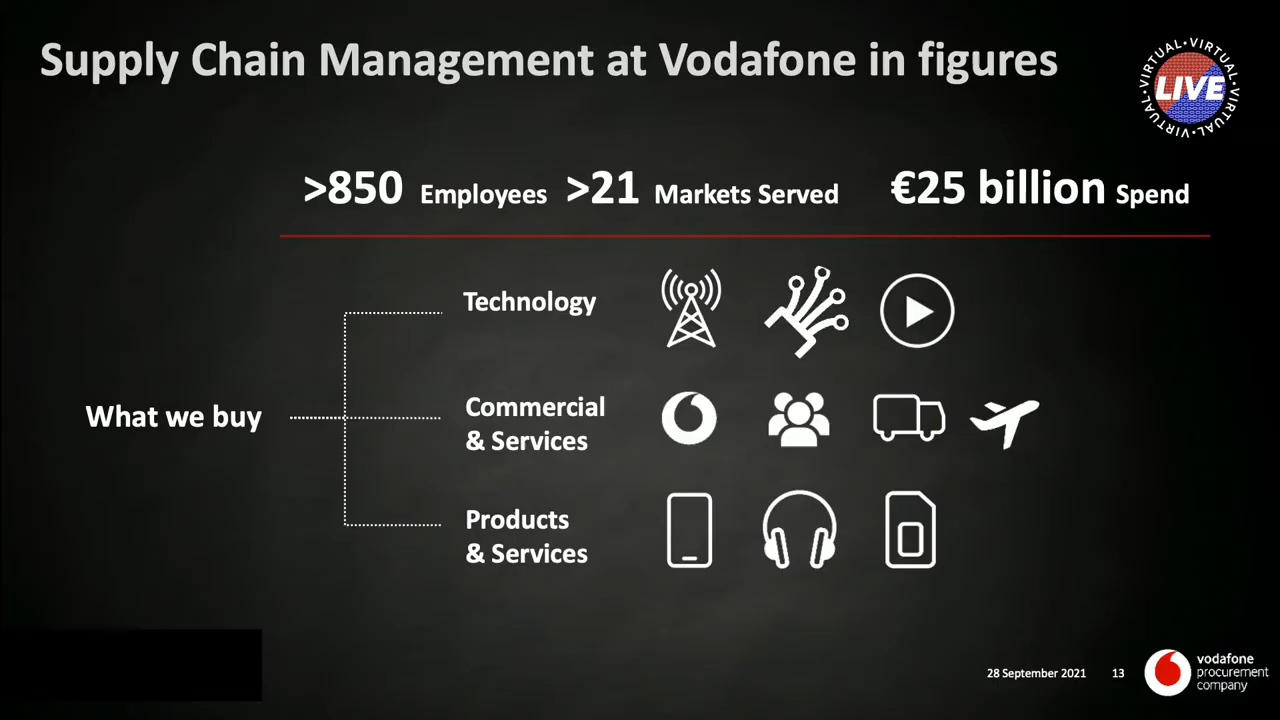 Supply Chain Management at Vodafone in figures
VIRTUAL·VIRTUAL·VIRTUAL·VIRTUAL·
LIVE
>850 Employees >21 Markets Served €25 billion Spend
Technology
What we buy
Commercial
& Services
Products
& Services
28 September 2021 13
vodafone
procurement
company